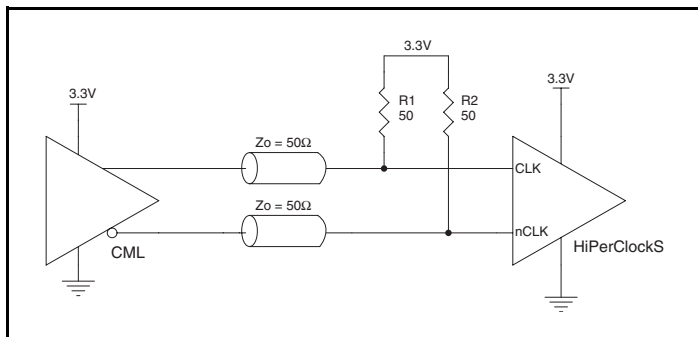 3.3V
3.3V
3.3V
R1
50
R2
50
Zo = 50Ω
CLK
Zo = 50Ω
nCLK
CML
HiPerClockS